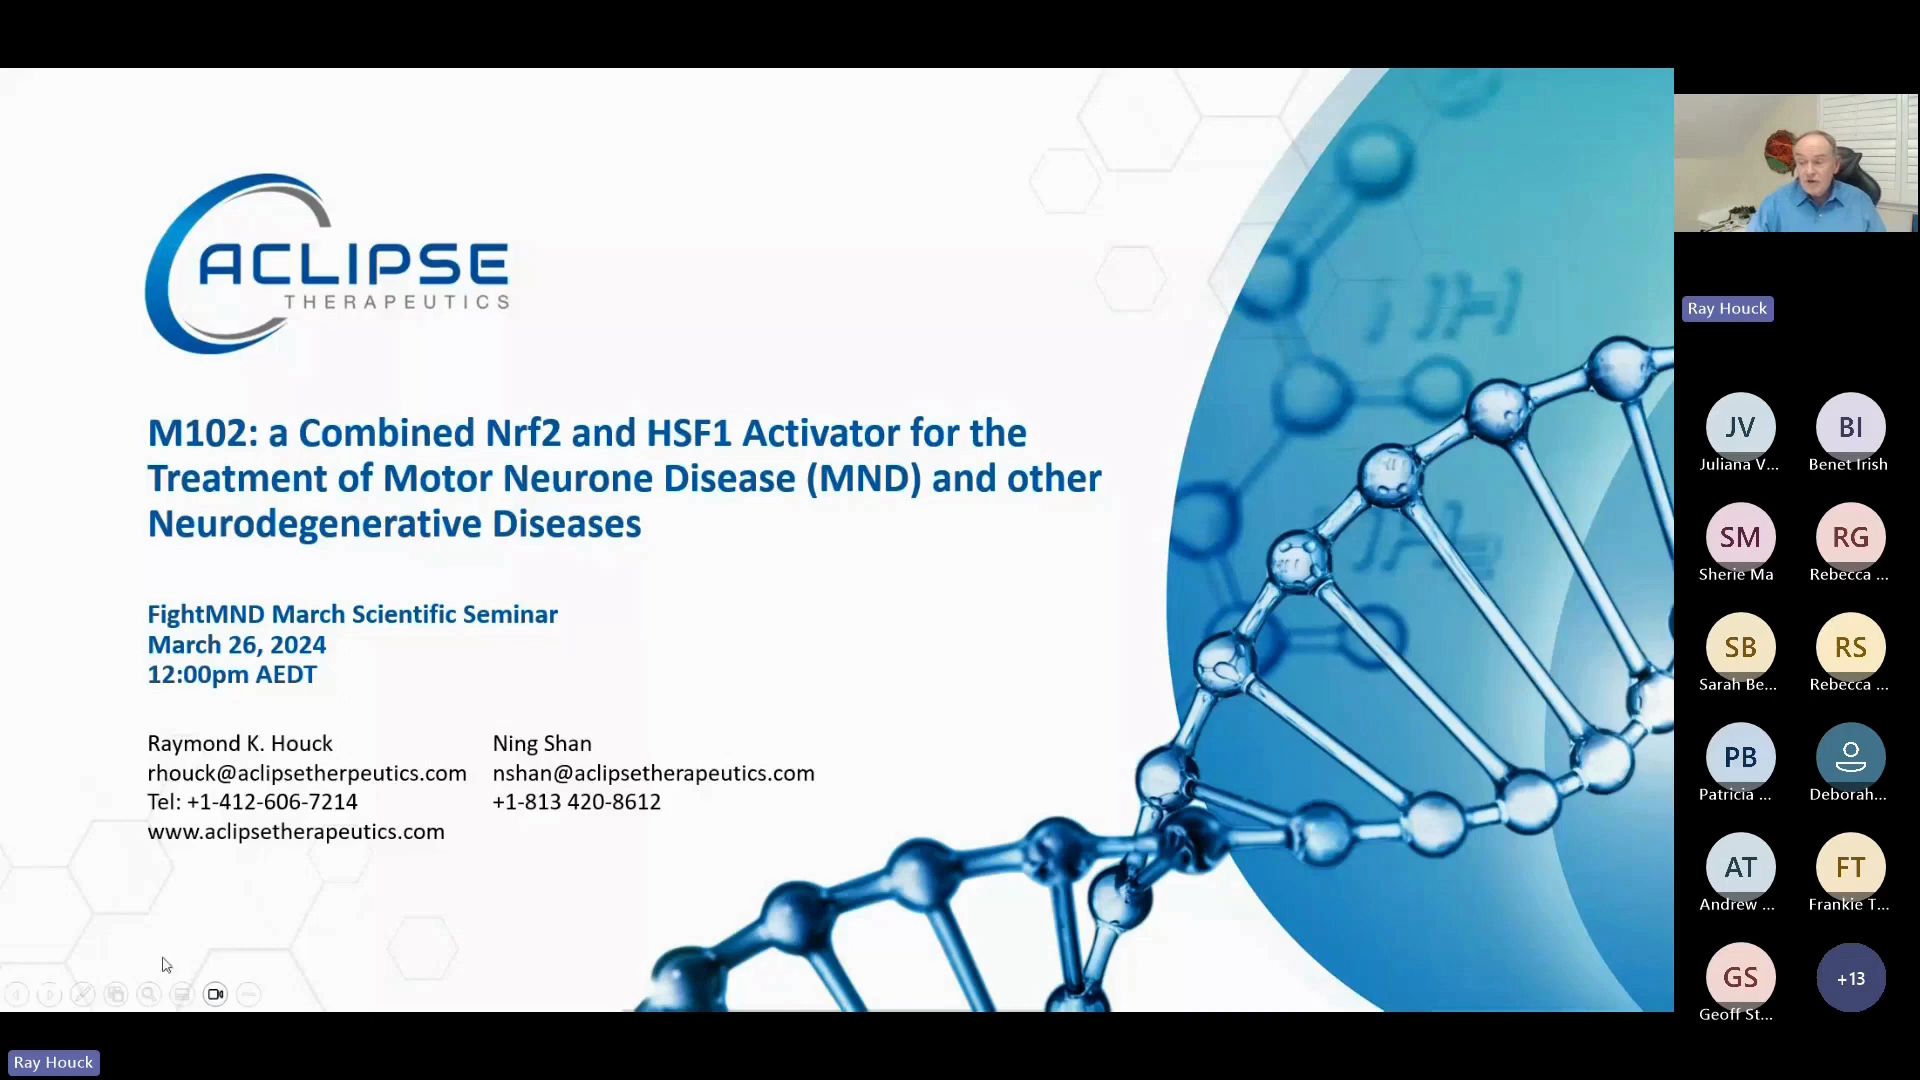 ACLIPSE
THERAPEUTICS
M102: a Combined Nrf2 and HSF1 Activator for the
Treatment of Motor Neurone Disease (MND) and other
Neurodegenerative Diseases
FightMND March Scientific Seminar
March 26, 2024
12:00pm AEDT
Raymond K. Houck
rhouck@aclipsetherpeutics.com
Tel: +1-412-606-7214
www.aclipsetherapeutics.com
Ning Shan
nshan@aclipsetherapeutics.com
+1-813 420-8612
Ray Houck
JV
Juliana V...
BI
Benet Irish
SM
Sherie Ma
RG
Rebecca ...
SB
Sarah Be...
RS
Rebecca ...
PB
Patricia ...
Deborah...
AT
Andrew ...
FT
Frankie T...
GS
Geoff St...
+13
Ray Houck